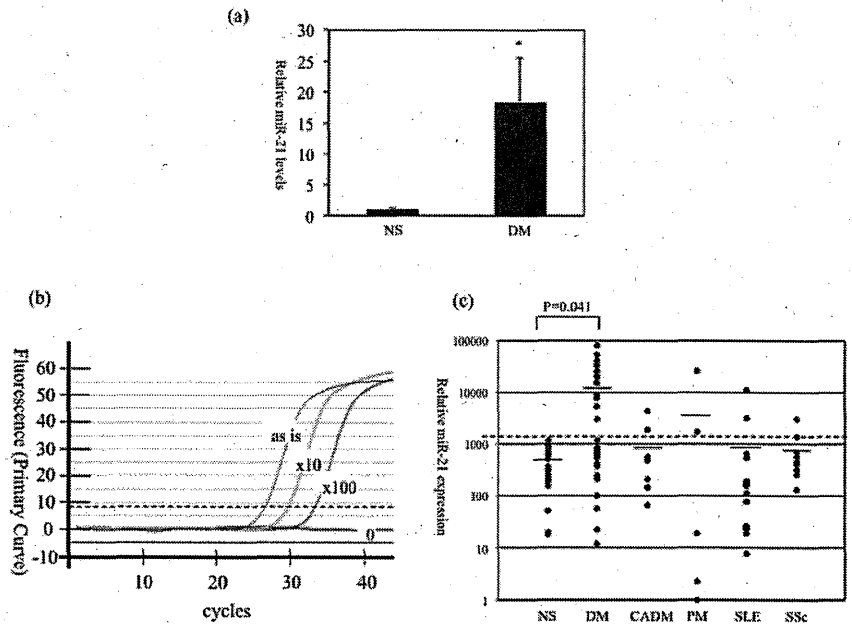 (a)
Relative miR-21 levels
30
25
20
15
10
5
0
*
NS DM
(b)
Fluorescence (Primary Curve)
60
50
40
30
20
10
0
-10
as is
x10
x100
0
10 20 30 40
cycles
(c)
P=0.041
Relative miR-21 expression
100000
10000
1000
100
10
1
NS DM CADM PM SLE SSc